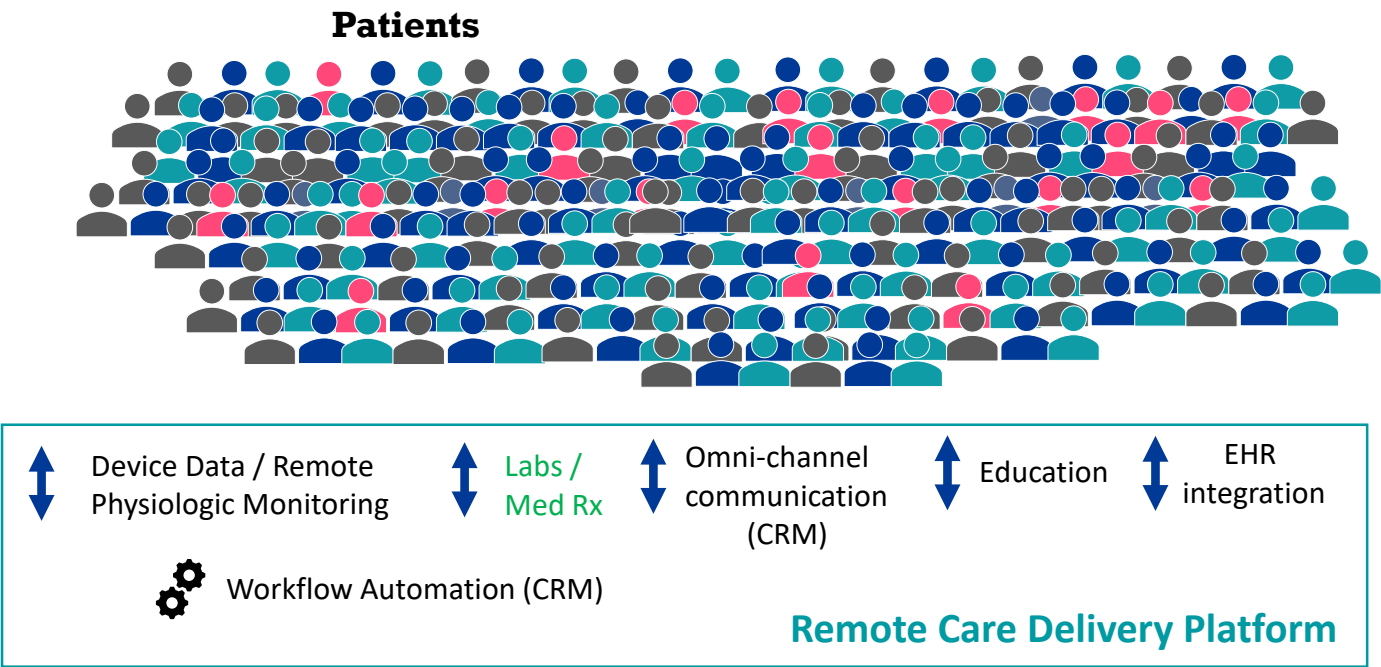 Patients
Device Data / Remote
Physiologic Monitoring
Labs /
Med Rx
Omni-channel
communication
(CRM)
Education
EHR
integration
Workflow Automation (CRM)
Remote Care Delivery Platform